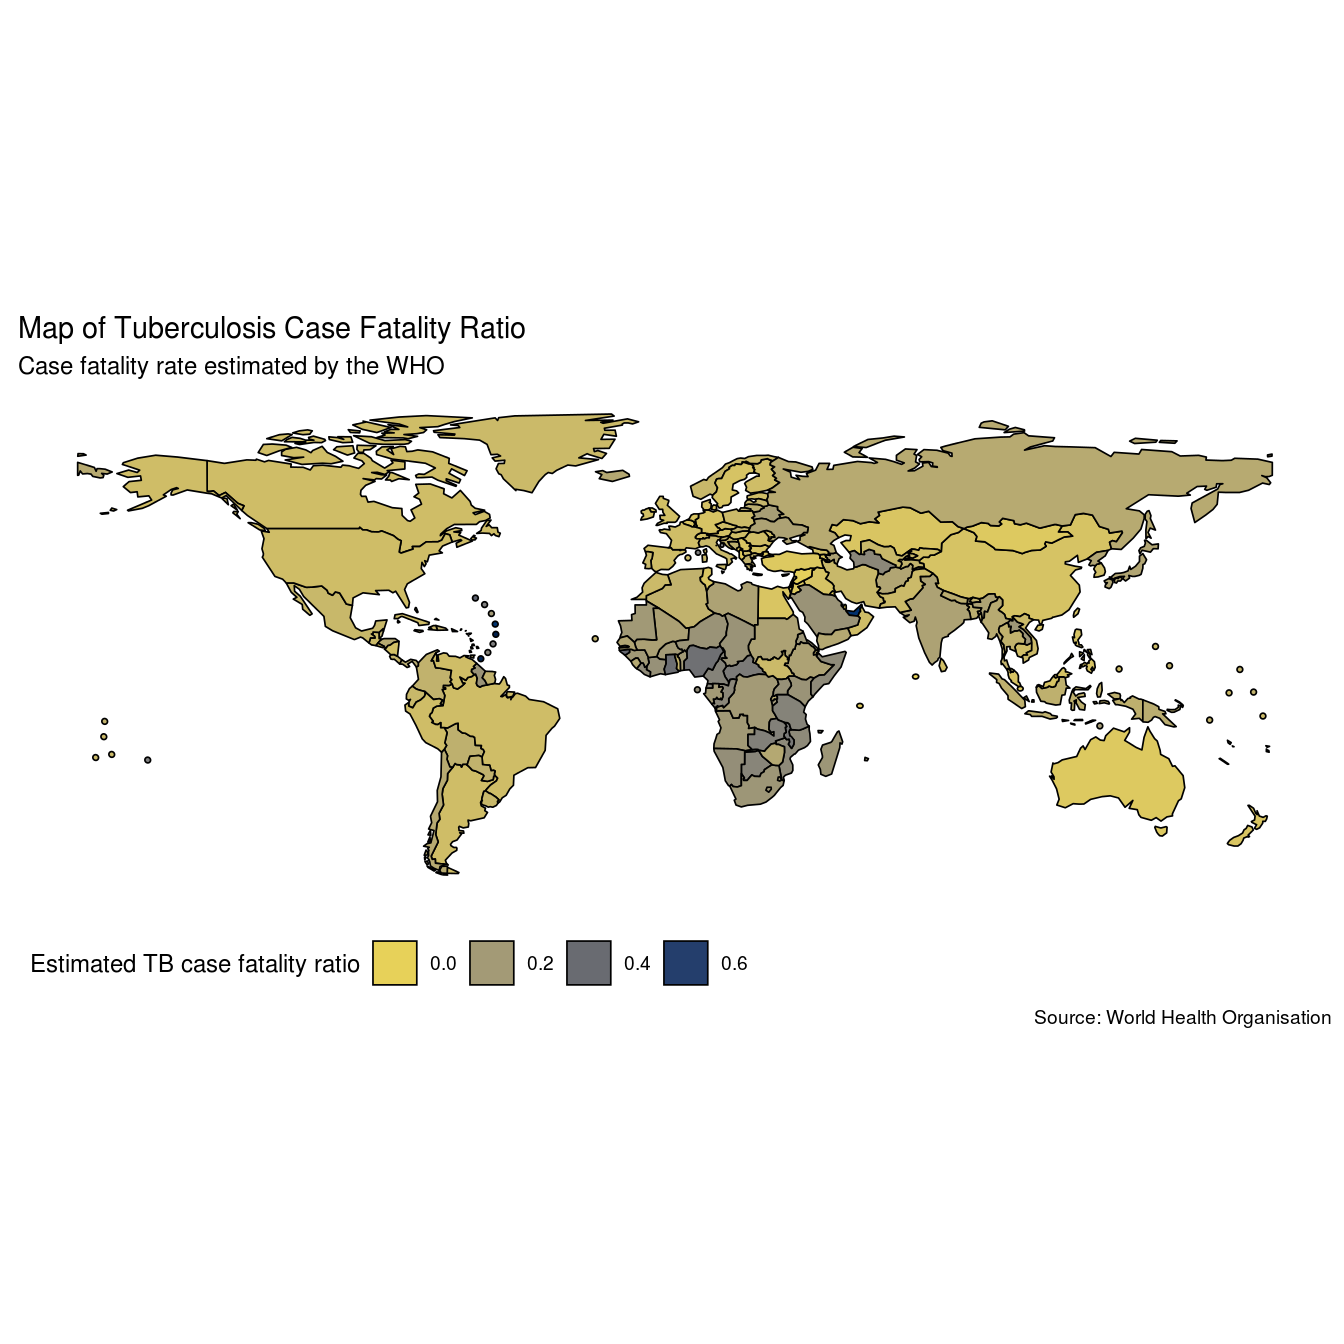 Map of Tuberculosis Case Fatality Ratio
Case fatality rate estimated by the WHO
Estimated TB case fatality ratio 0.0 0.2 0.4 0.6
Source: World Health Organisation